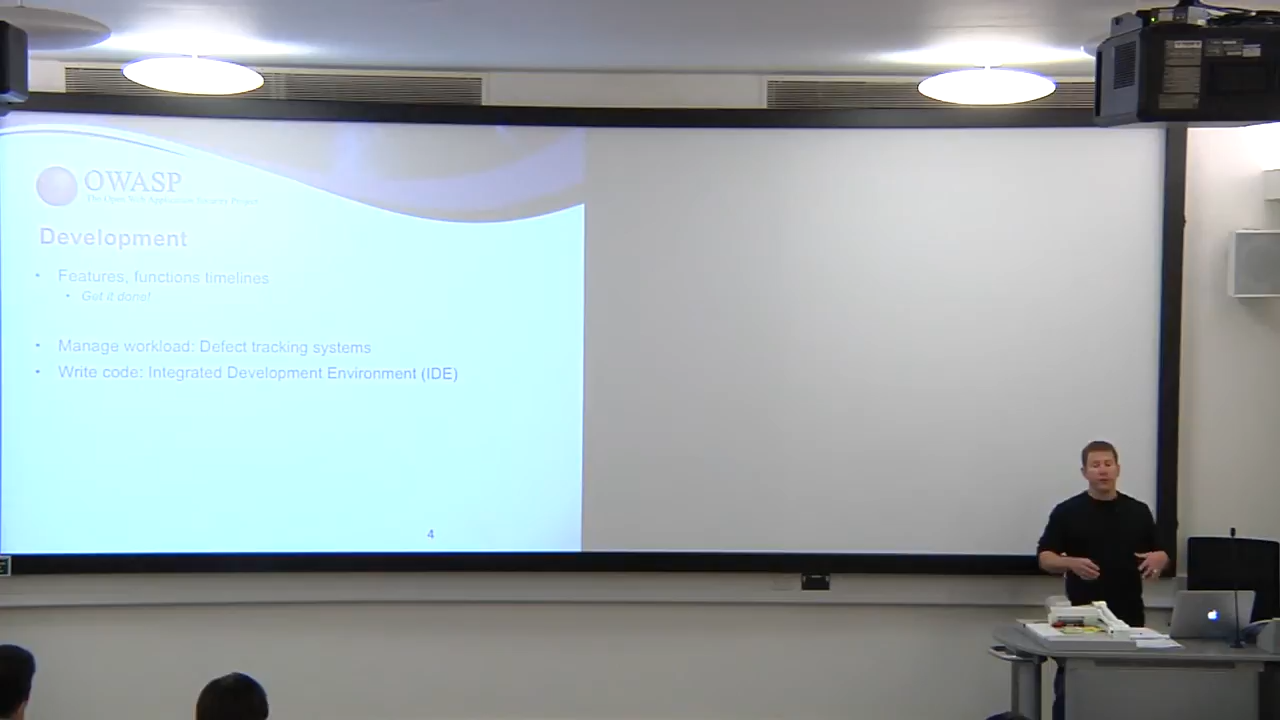 OWASP
The Open Web Application Security Project
Development
• Features, functions timelines
• Get it done!
• Manage workload: Defect tracking systems
• Write code: Integrated Development Environment (IDE)
4